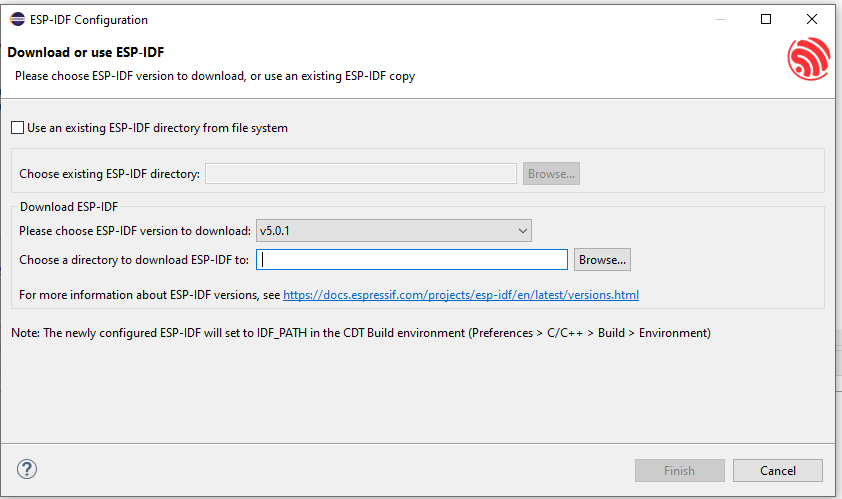 ESP-IDF Configuration
Download or use ESP-IDF
Please choose ESP-IDF version to download, or use an existing ESP-IDF copy
Use an existing ESP-IDF directory from file system
Choose existing ESP-IDF directory: Browse...
Download ESP-IDF
Please choose ESP-IDF version to download: v5.0.1
Choose a directory to download ESP-IDF to: Browse...
For more information about ESP-IDF versions, see https://docs.espressif.com/projects/esp-idf/en/latest/versions.html
Note: The newly configured ESP-IDF will set to IDF_PATH in the CDT Build environment (Preferences > C/C++ > Build > Environment)
? Finish Cancel